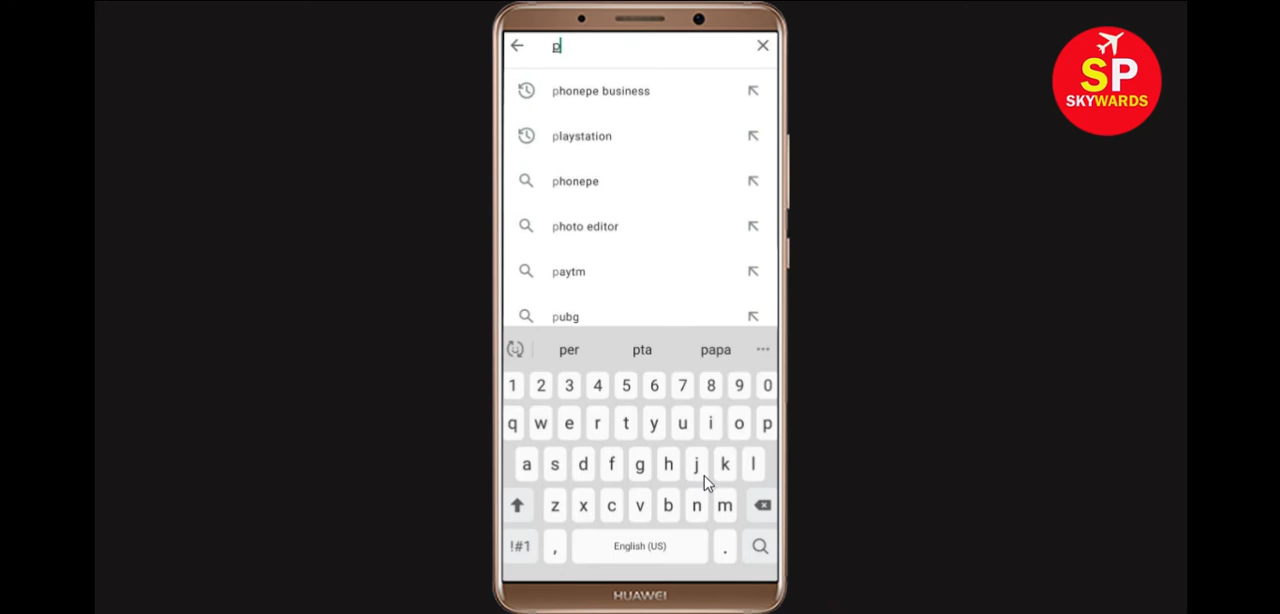 p
phonepe business
playstation
phonepe
photo editor
paytm
pubg
per pta papa
1 2 3 4 5 6 7 8 9 0
q w e r t y u i o p
a s d f g h j k l
z x c v b n m
!#1 , English (US) .
HUAWEI
SP
SKYWARDS